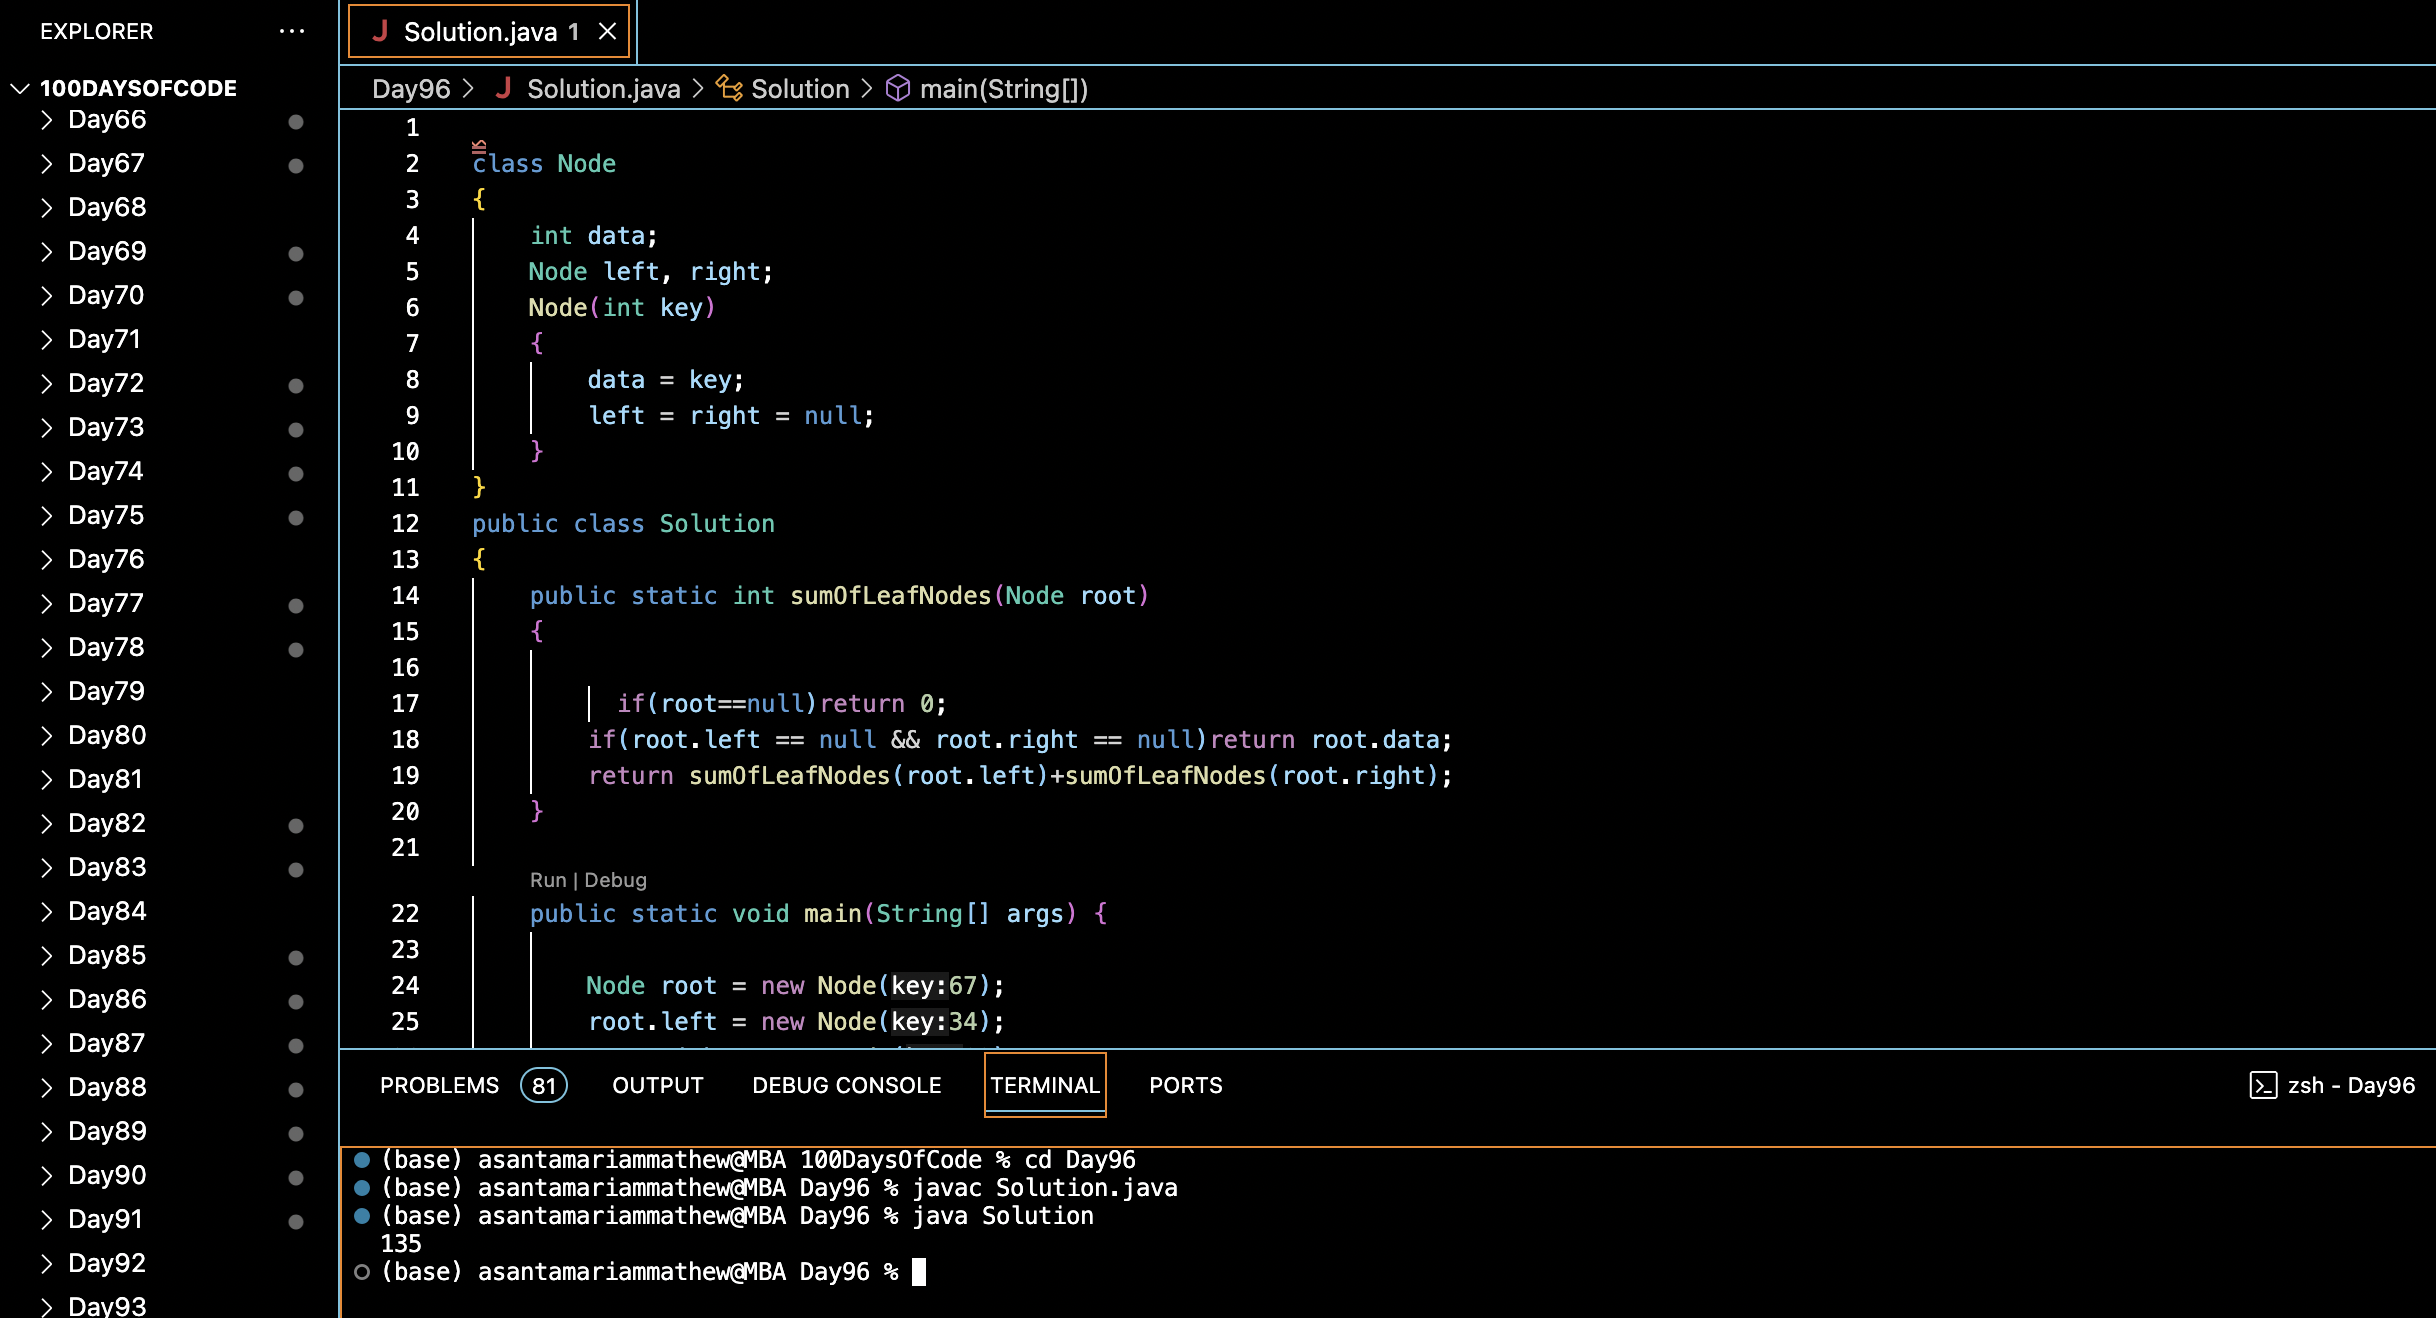 EXPLORER
100DAYSOFCODE
Day66
Day67
Day68
Day69
Day70
Day71
Day72
Day73
Day74
Day75
Day76
Day77
Day78
Day79
Day80
Day81
Day82
Day83
Day84
Day85
Day86
Day87
Day88
Day89
Day90
Day91
Day92
Day93
Solution.java 1
Day96 > Solution.java > Solution > main(String[])
1
2 class Node
3 {
4 int data;
5 Node left, right;
6 Node(int key)
7 {
8 data = key;
9 left = right = null;
10 }
11 }
12 public class Solution
13 {
14 public static int sumOfLeafNodes(Node root)
15 {
16
17 if(root==null)return 0;
18 if(root.left == null && root.right == null)return root.data;
19 return sumOfLeafNodes(root.left)+sumOfLeafNodes(root.right);
20 }
21
Run | Debug
22 public static void main(String[] args) {
23
24 Node root = new Node(key:67);
25 root.left = new Node(key:34);
PROBLEMS 81 OUTPUT DEBUG CONSOLE TERMINAL PORTS
zsh - Day96
(base) asantamariammathew@MBA 100DaysOfCode % cd Day96
(base) asantamariammathew@MBA Day96 % javac Solution.java
(base) asantamariammathew@MBA Day96 % java Solution
135
(base) asantamariammathew@MBA Day96 %